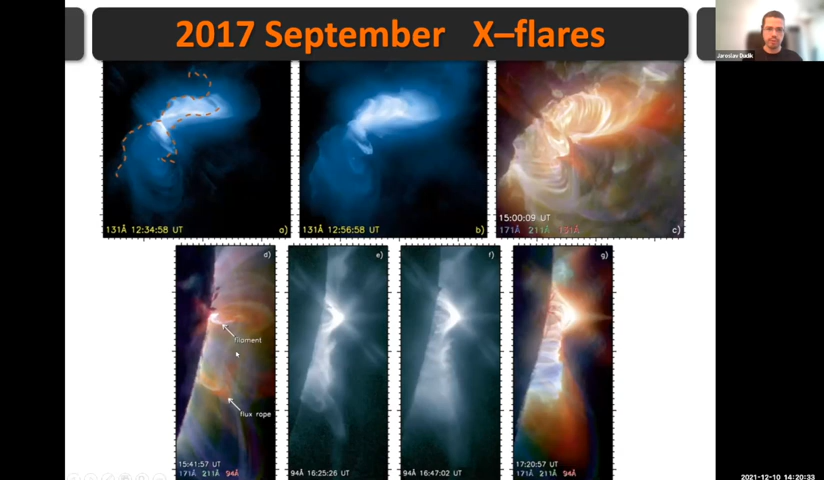 2017 September X–flares
Jaroslav Dudík
131Å 12:34:58 UT a)
131Å 12:56:58 UT b)
15:00:09 UT
171Å 211Å 131Å c)
d)
filament
flux rope
15:41:57 UT
171Å 211Å 94Å
e)
94Å 16:25:26 UT
f)
94Å 16:47:02 UT
g)
17:20:57 UT
171Å 211Å 94Å
2021-12-10 14:20:33